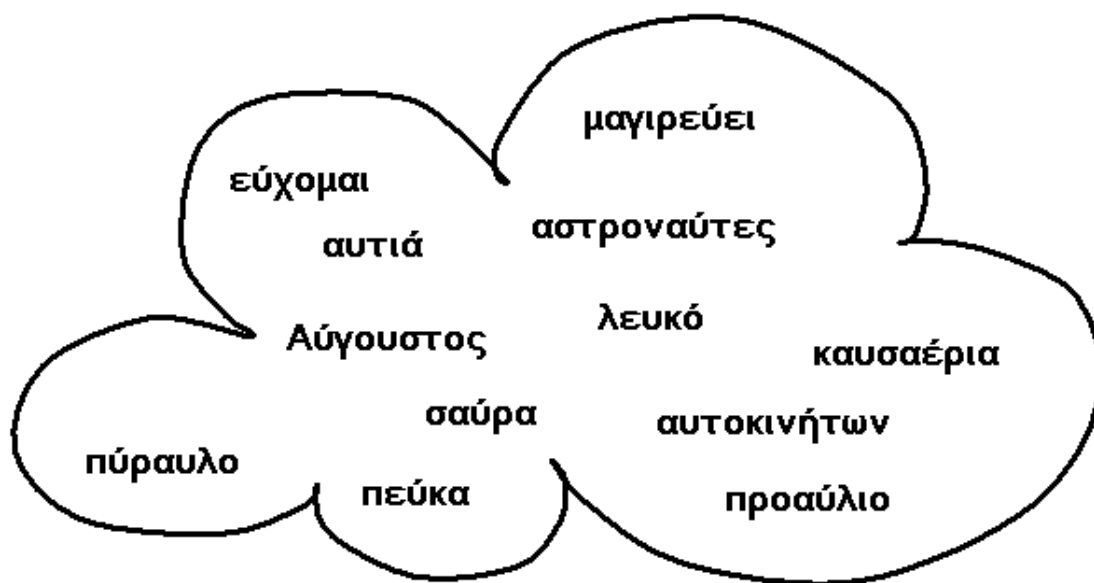 μαγιρεύει
εύχομαι
αστροναύτες
αυτιά
λευκό
Αύγουστος
καυσαέρια
σαύρα
αυτοκινήτων
πύραυλο
πεύκα
προαύλιο